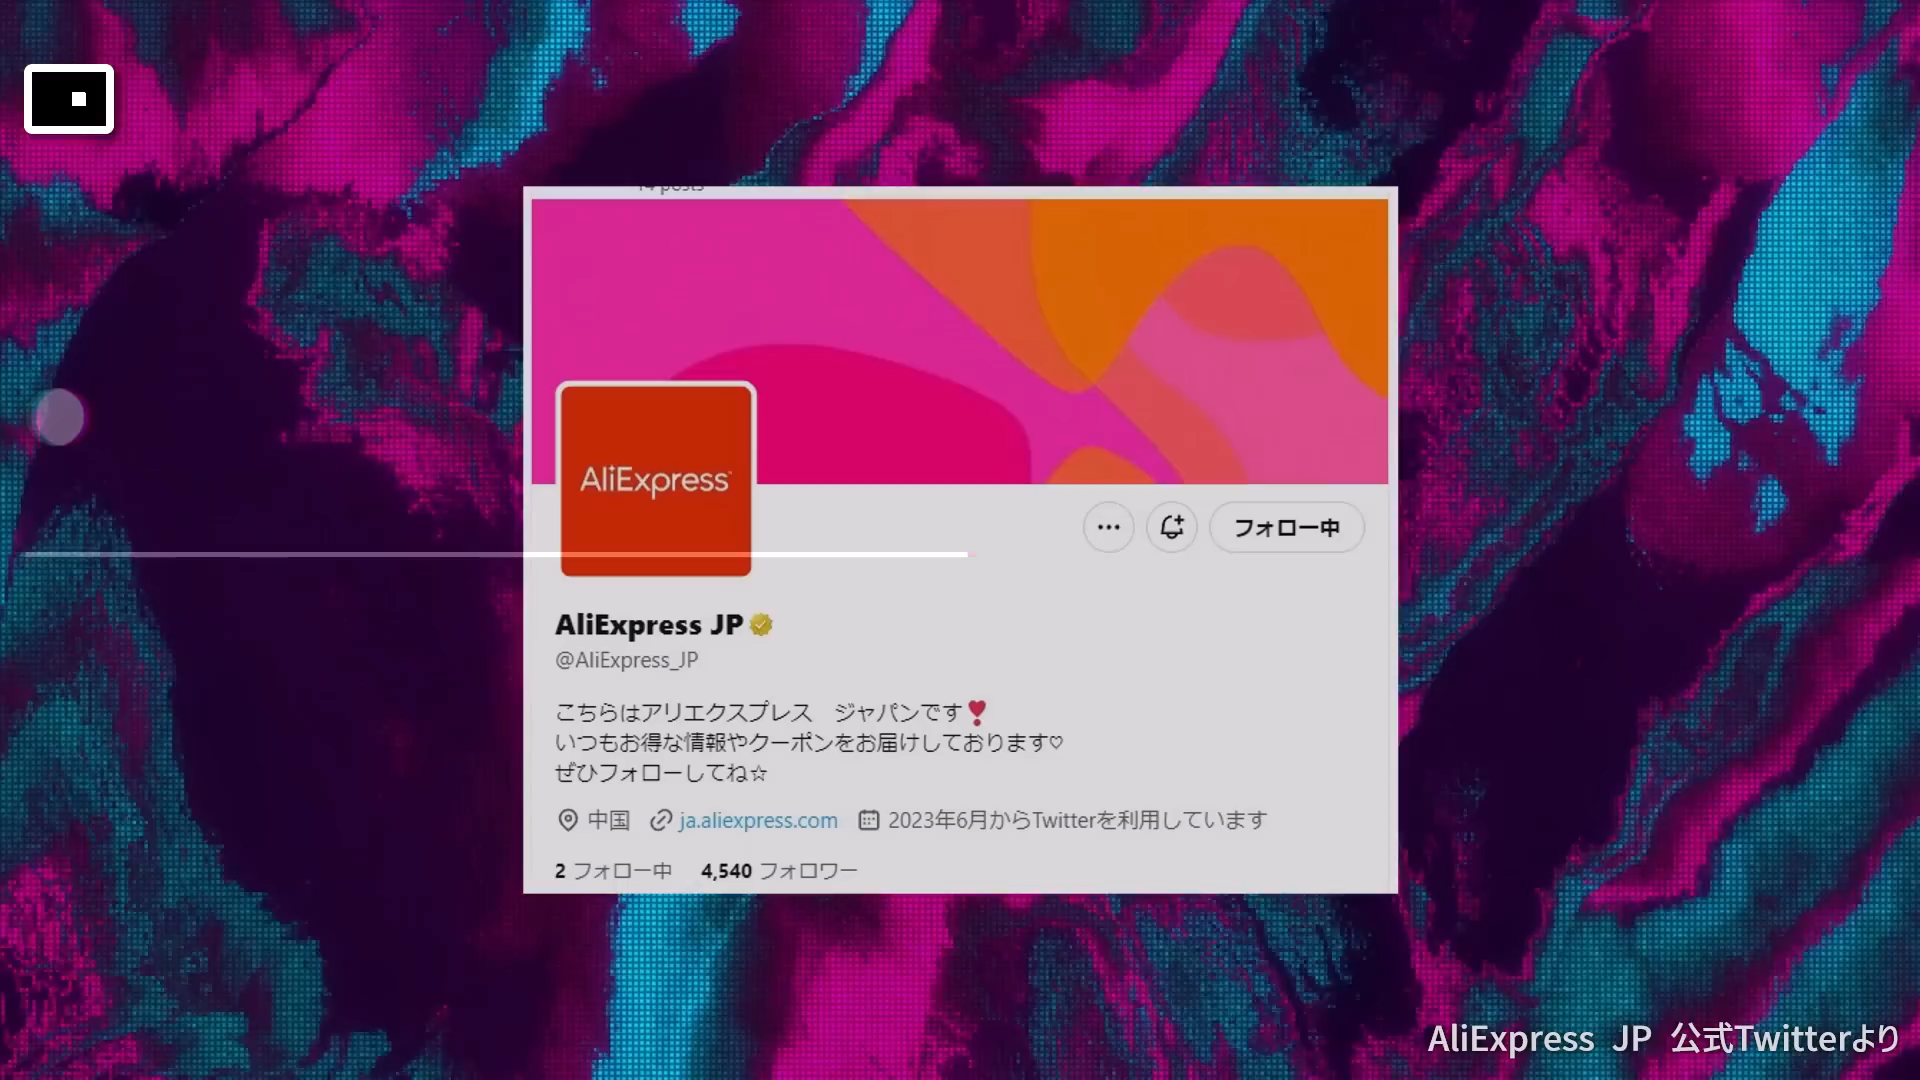 14 posts
AliExpress
フォロー中
AliExpress JP
@AliExpress_JP
こちらはアリエクスプレス　ジャパンです❣
いつもお得な情報やクーポンをお届けしております♡
ぜひフォローしてね☆
中国 ja.aliexpress.com 2023年6月からTwitterを利用しています
2 フォロー中 4,540 フォロワー
AliExpress JP 公式Twitterより